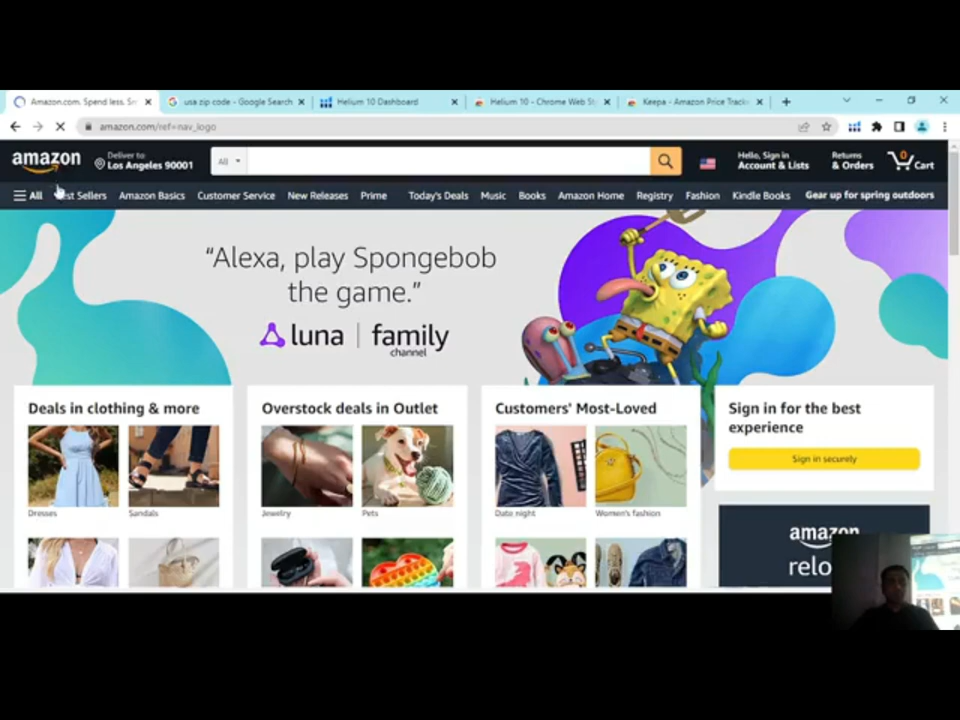 Amazon.com. Spend less. Sm
usa zip code - Google Search
Helium 10 Dashboard
Helium 10 - Chrome Web St
Keepa - Amazon Price Track
amazon.com/ref=nav_logo
amazon
Deliver to
Los Angeles 90001
All
Hello, Sign in
Account & Lists
Returns
& Orders
0
Cart
All
Best Sellers
Amazon Basics
Customer Service
New Releases
Prime
Today's Deals
Music
Books
Amazon Home
Registry
Fashion
Kindle Books
Gear up for spring outdoors
“Alexa, play Spongebob
the game.”
luna | family
channel
Deals in clothing & more
Overstock deals in Outlet
Customers' Most-Loved
Sign in for the best
experience
Sign in securely
Dresses
Sandals
Jewelry
Pets
Date night
Women's fashion
amazon